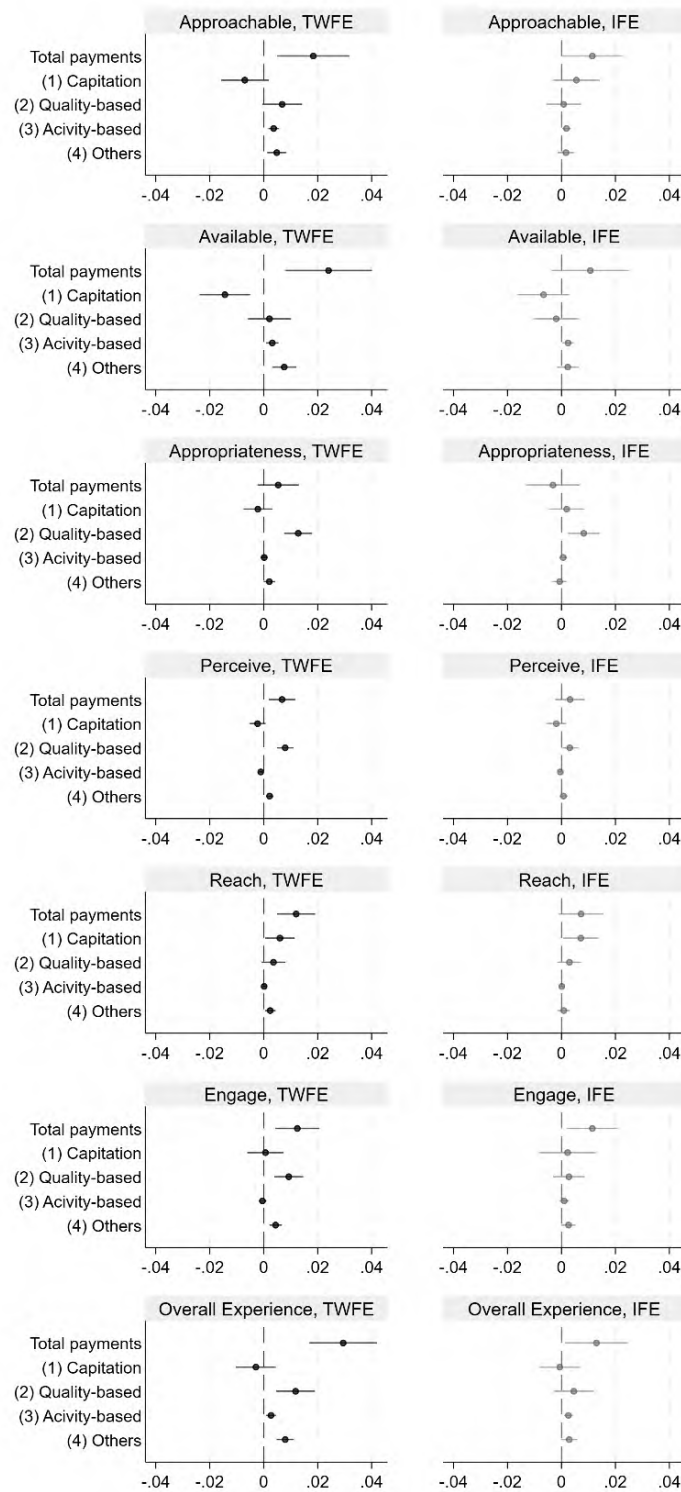 Approachable, TWFE Approachable, IFE
Total payments
(1) Capitation
(2) Quality-based
(3) Acivity-based
(4) Others
-.04 -.02 0 .02 .04 -.04 -.02 0 .02 .04
Available, TWFE Available, IFE
Total payments
(1) Capitation
(2) Quality-based
(3) Acivity-based
(4) Others
-.04 -.02 0 .02 .04 -.04 -.02 0 .02 .04
Appropriateness, TWFE Appropriateness, IFE
Total payments
(1) Capitation
(2) Quality-based
(3) Acivity-based
(4) Others
-.04 -.02 0 .02 .04 -.04 -.02 0 .02 .04
Perceive, TWFE Perceive, IFE
Total payments
(1) Capitation
(2) Quality-based
(3) Acivity-based
(4) Others
-.04 -.02 0 .02 .04 -.04 -.02 0 .02 .04
Reach, TWFE Reach, IFE
Total payments
(1) Capitation
(2) Quality-based
(3) Acivity-based
(4) Others
-.04 -.02 0 .02 .04 -.04 -.02 0 .02 .04
Engage, TWFE Engage, IFE
Total payments
(1) Capitation
(2) Quality-based
(3) Acivity-based
(4) Others
-.04 -.02 0 .02 .04 -.04 -.02 0 .02 .04
Overall Experience, TWFE Overall Experience, IFE
Total payments
(1) Capitation
(2) Quality-based
(3) Acivity-based
(4) Others
-.04 -.02 0 .02 .04 -.04 -.02 0 .02 .04